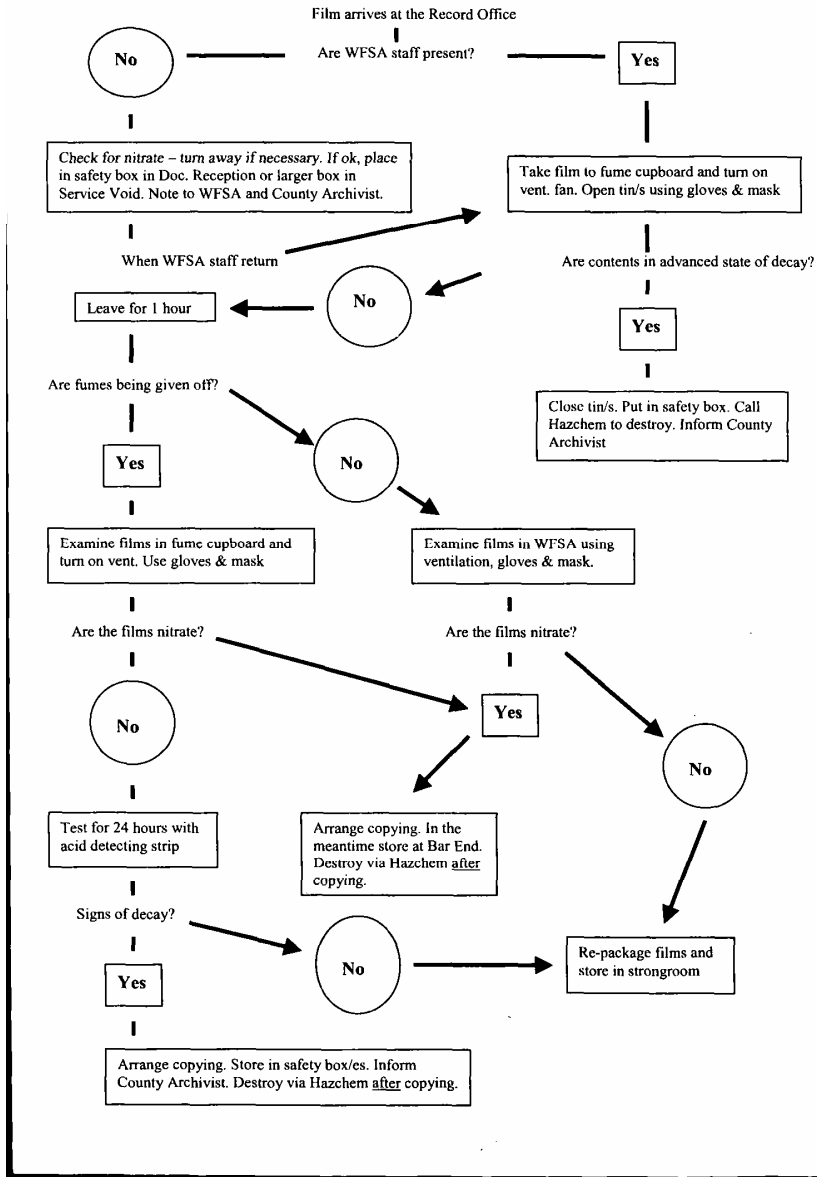 Film arrives at the Record Office
Are WFSA staff present?
No
Yes
Check for nitrate – turn away if necessary. If ok, place
in safety box in Doc. Reception or larger box in
Service Void. Note to WFSA and County Archivist.
Take film to fume cupboard and turn on
vent. fan. Open tin/s using gloves & mask
When WFSA staff return
Are contents in advanced state of decay?
No
Leave for 1 hour
Yes
Are fumes being given off?
Close tin/s. Put in safety box. Call
Hazchem to destroy. Inform County
Archivist
Yes
No
Examine films in fume cupboard and
turn on vent. Use gloves & mask
Examine films in WFSA using
ventilation, gloves & mask.
Are the films nitrate?
Are the films nitrate?
No
Yes
No
Test for 24 hours with
acid detecting strip
Arrange copying. In the
meantime store at Bar End.
Destroy via Hazchem after
copying.
Signs of decay?
No
Re-package films and
store in strongroom
Yes
Arrange copying. Store in safety box/es. Inform
County Archivist. Destroy via Hazchem after copying.